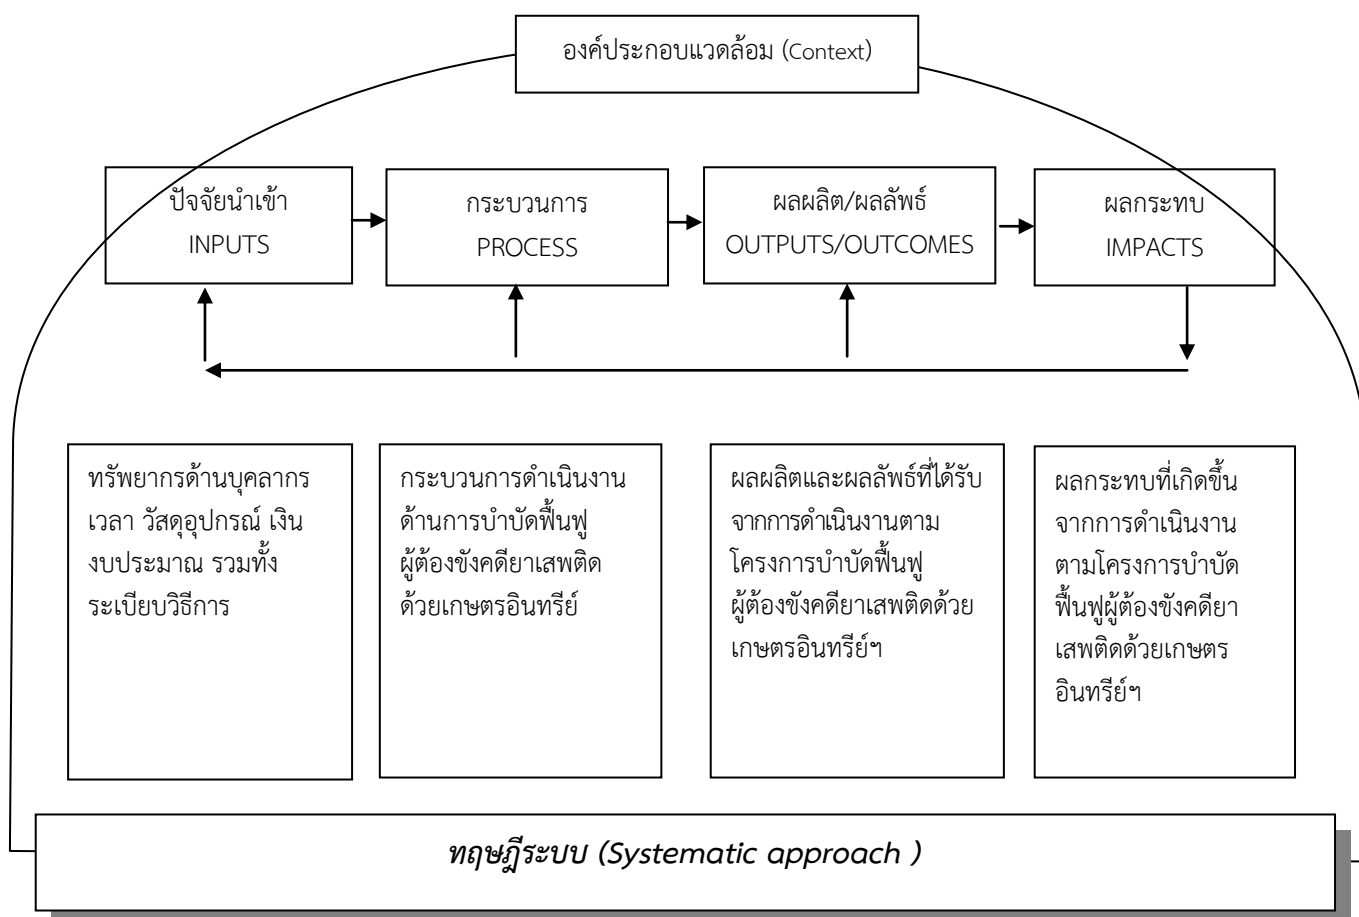 องค์ประกอบแวดล้อม (Context)
ปัจจัยนำเข้า
INPUTS
กระบวนการ
PROCESS
ผลผลิต/ผลลัพธ์
OUTPUTS/OUTCOMES
ผลกระทบ
IMPACTS
ทรัพยากรด้านบุคลากร
เวลา วัสดุอุปกรณ์ เงิน
งบประมาณ รวมทั้ง
ระเบียบวิธีการ
กระบวนการดำเนินงาน
ด้านการบำบัดฟื้นฟู
ผู้ต้องขังคดียาเสพติด
ด้วยเกษตรอินทรีย์
ผลผลิตและผลลัพธ์ที่ได้รับ
จากการดำเนินงานตาม
โครงการบำบัดฟื้นฟู
ผู้ต้องขังคดียาเสพติดด้วย
เกษตรอินทรีย์ฯ
ผลกระทบที่เกิดขึ้น
จากการดำเนินงาน
ตามโครงการบำบัด
ฟื้นฟูผู้ต้องขังคดียา
เสพติดด้วยเกษตร
อินทรีย์ฯ
ทฤษฎีระบบ (Systematic approach )